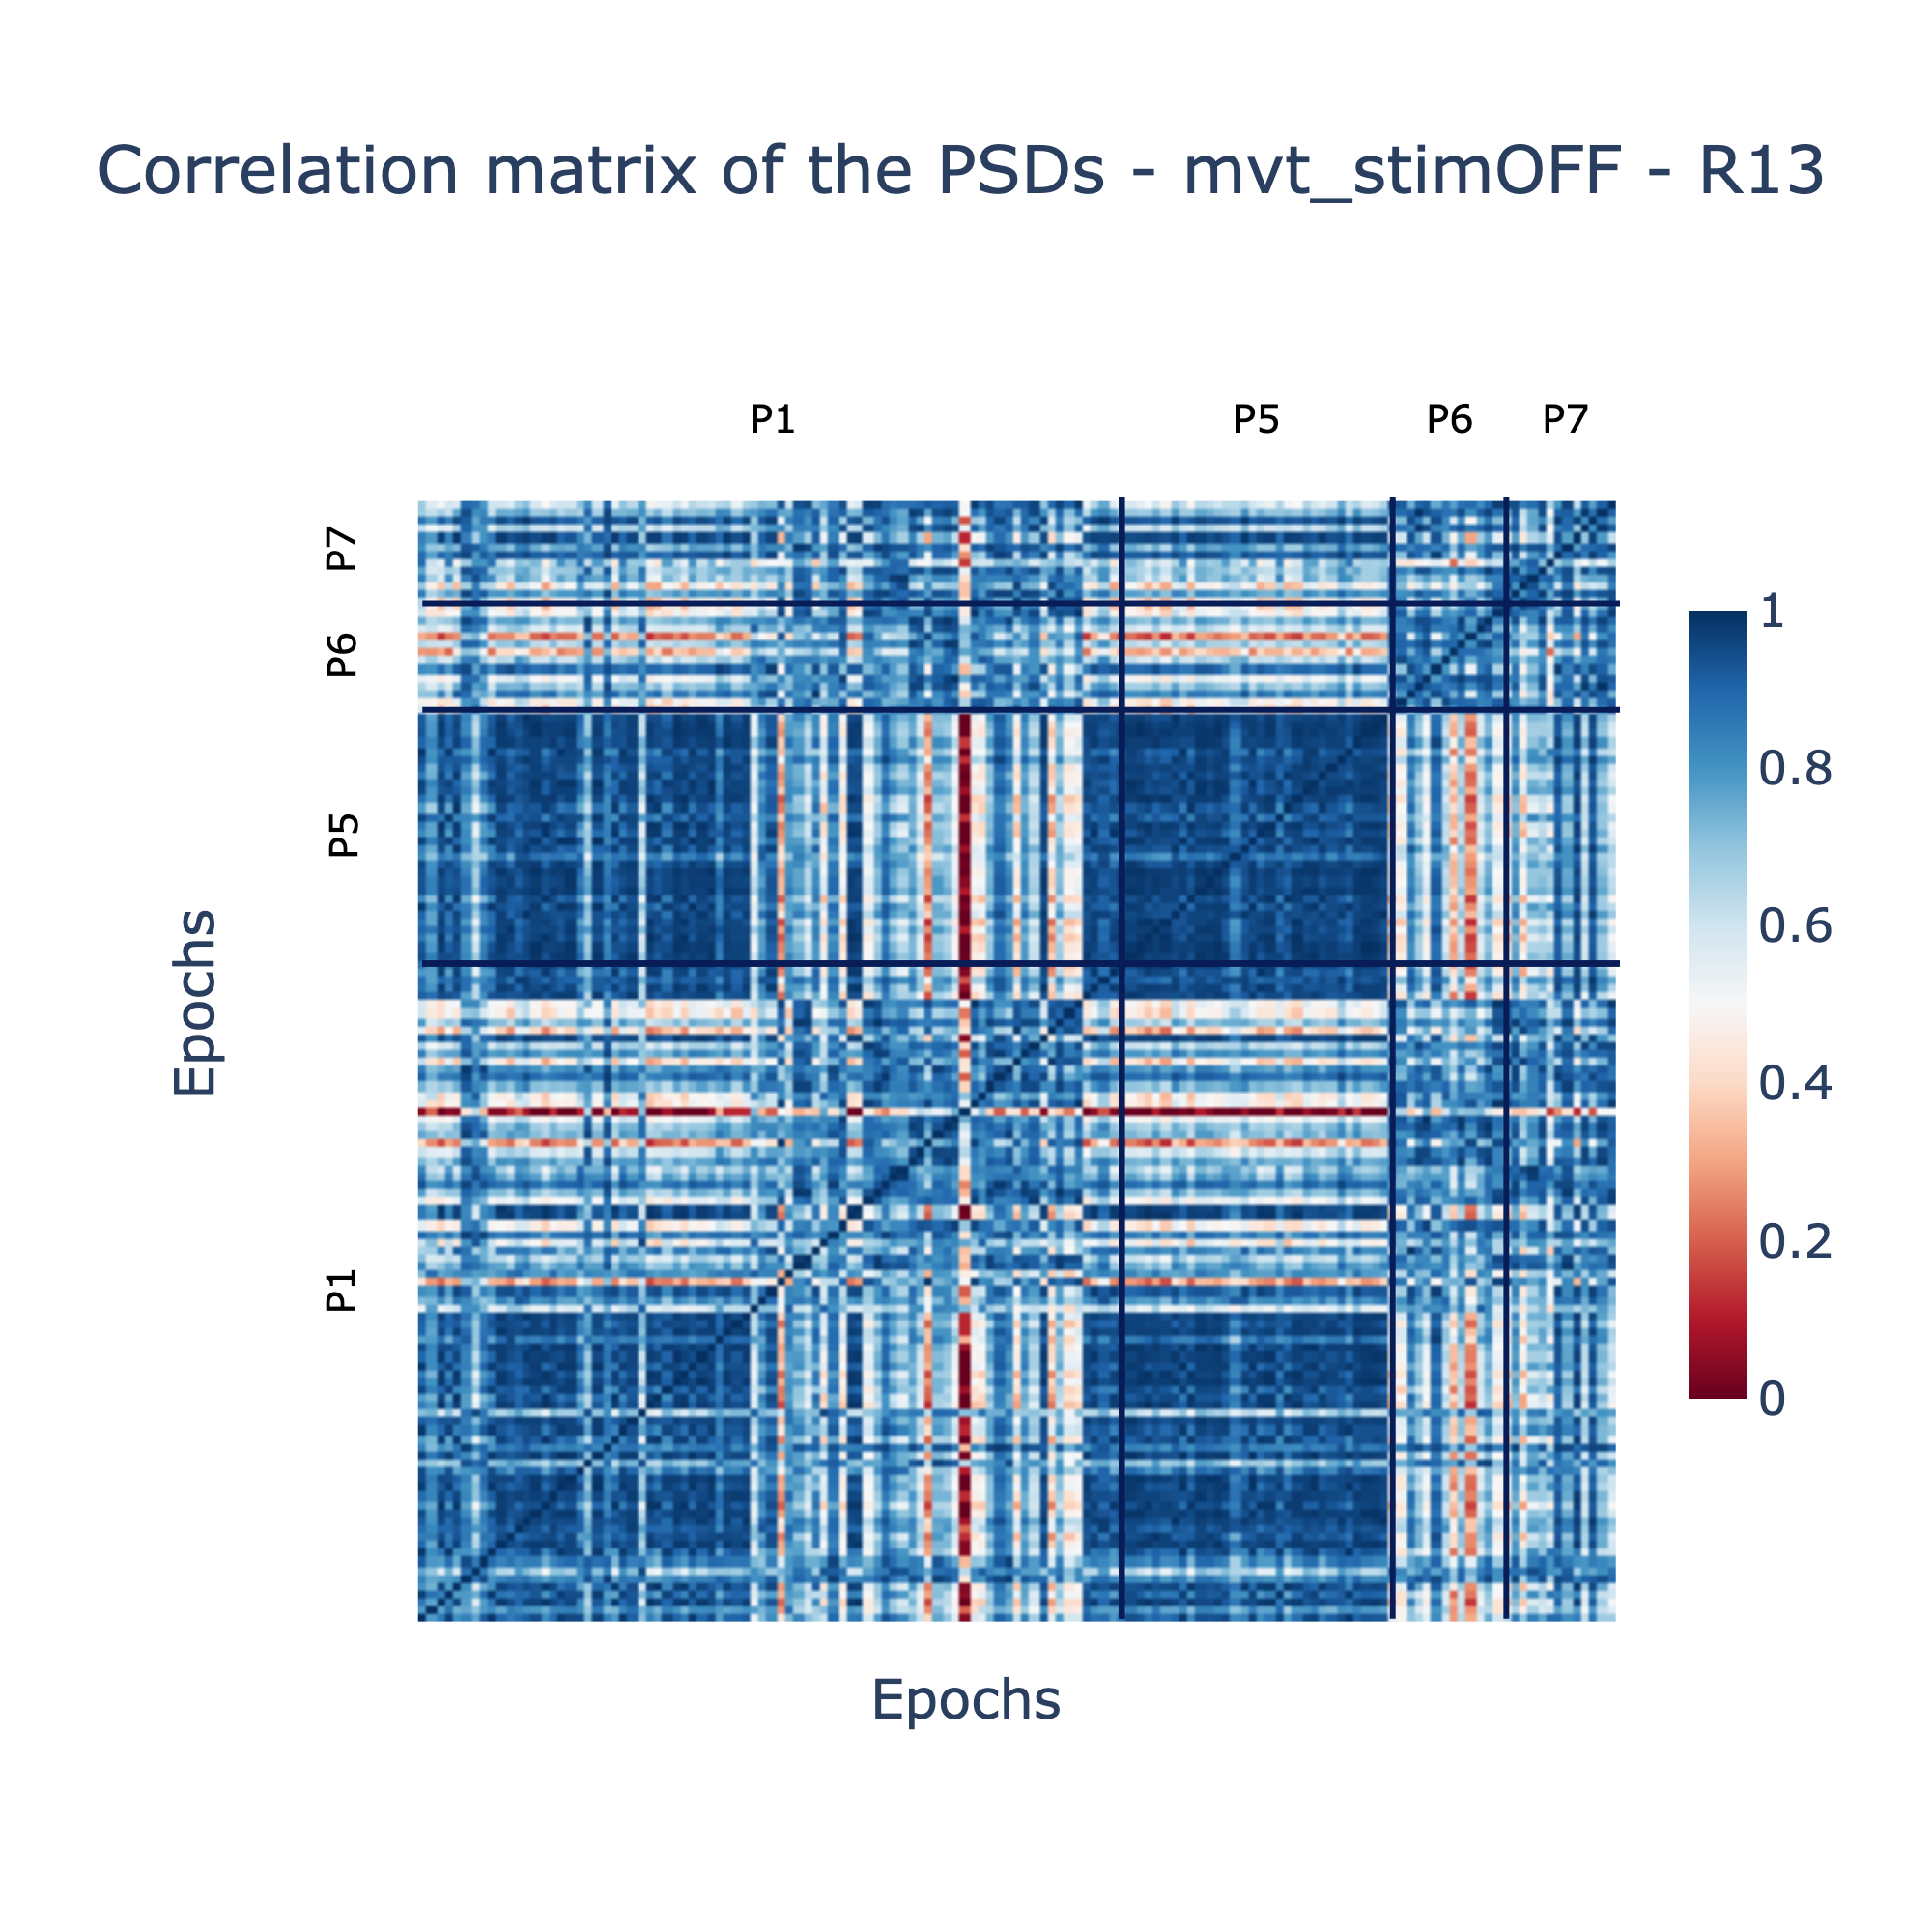 Correlation matrix of the PSDs - mvt_stimOFF - R13
P1 P5 P6 P7
P7
P6
P5
P1
Epochs
1
0.8
0.6
0.4
0.2
0
Epochs